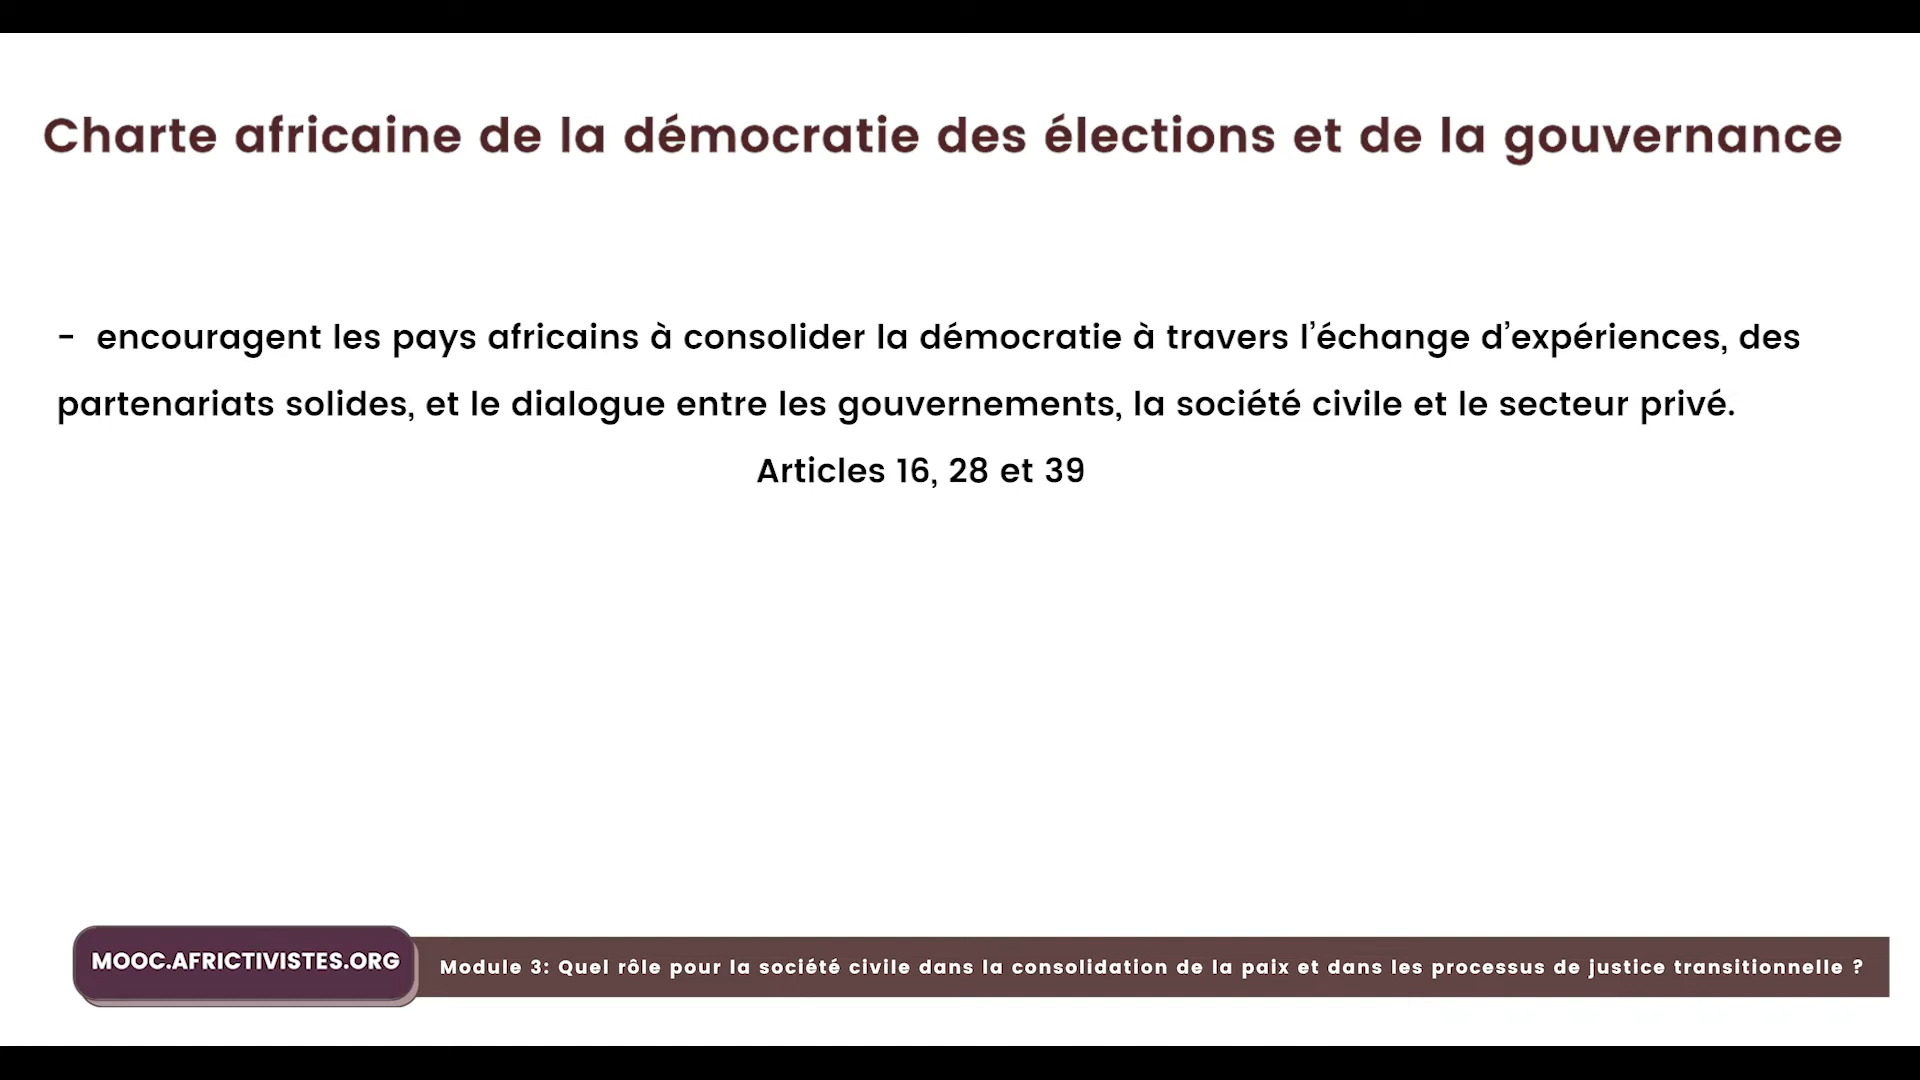 Charte africaine de la démocratie des élections et de la gouvernance
- encouragent les pays africains à consolider la démocratie à travers l’échange d’expériences, des
partenariats solides, et le dialogue entre les gouvernements, la société civile et le secteur privé.
Articles 16, 28 et 39
MOOC.AFRICTIVISTES.ORG
Module 3: Quel rôle pour la société civile dans la consolidation de la paix et dans les processus de justice transitionnelle ?